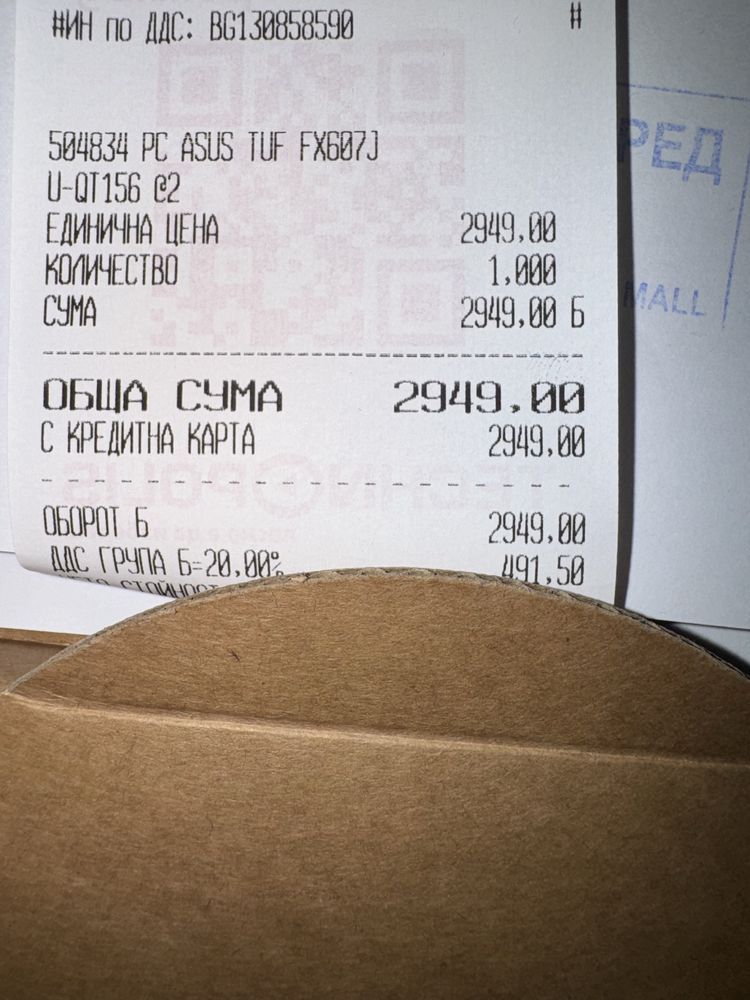 #ИН по ДДС: BG130858590 #
504834 PC ASUS TUF FX607J
U-QT156 @2
ЕДИНИЧНА ЦЕНА 2949,00
КОЛИЧЕСТВО 1,000
СУМА 2949,00 Б
ОБЩА СУМА 2949,00
С КРЕДИТНА КАРТА 2949,00
ОБОРОТ Б 2949,00
ДДС ГРУПА Б=20,00% 491,50
РЕД
MALL